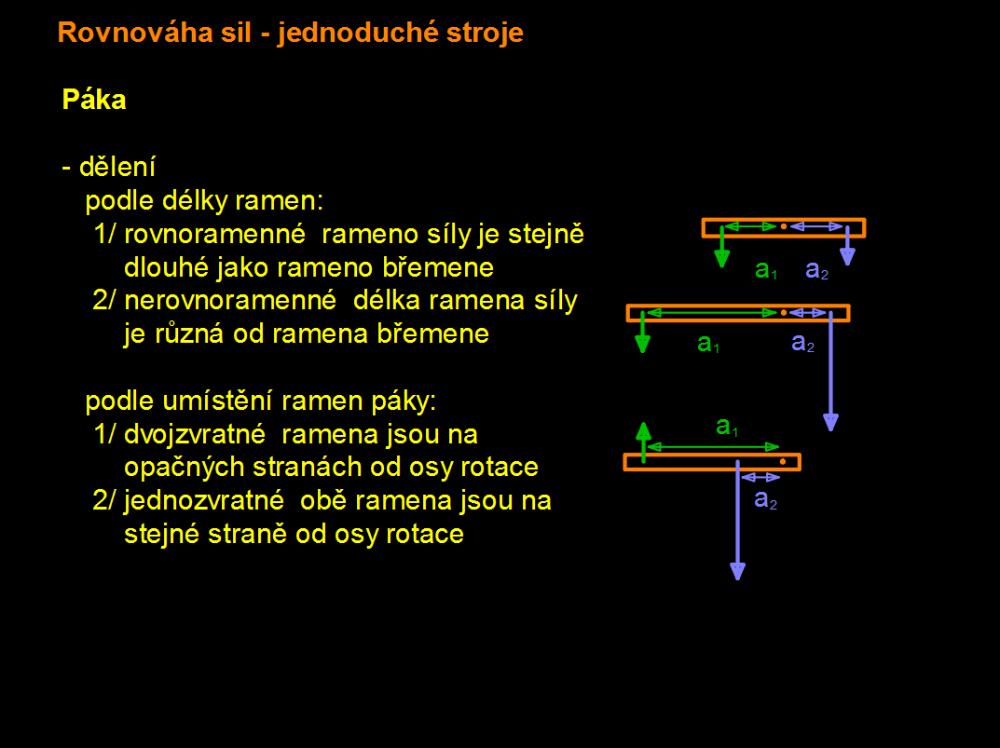 Rovnováha sil - jednoduché stroje
Páka
- dělení
podle délky ramen:
1/ rovnoramenné  rameno síly je stejně
dlouhé jako rameno břemene
2/ nerovnoramenné  délka ramena síly
je různá od ramena břemene
podle umístění ramen páky:
1/ dvojzvratné  ramena jsou na
opačných stranách od osy rotace
2/ jednozvratné  obě ramena jsou na
stejné straně od osy rotace
a₁ a₂
a₁ a₂
a₁
a₂